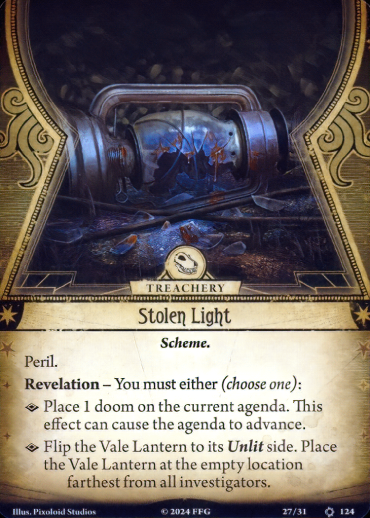 TREACHERY
Stolen Light
Scheme.
Peril.
Revelation – You must either (choose one):
Place 1 doom on the current agenda. This
effect can cause the agenda to advance.
Flip the Vale Lantern to its Unlit side. Place
the Vale Lantern at the empty location
farthest from all investigators.
Illus. Pixoloid Studios © 2024 FFG 27/31 124